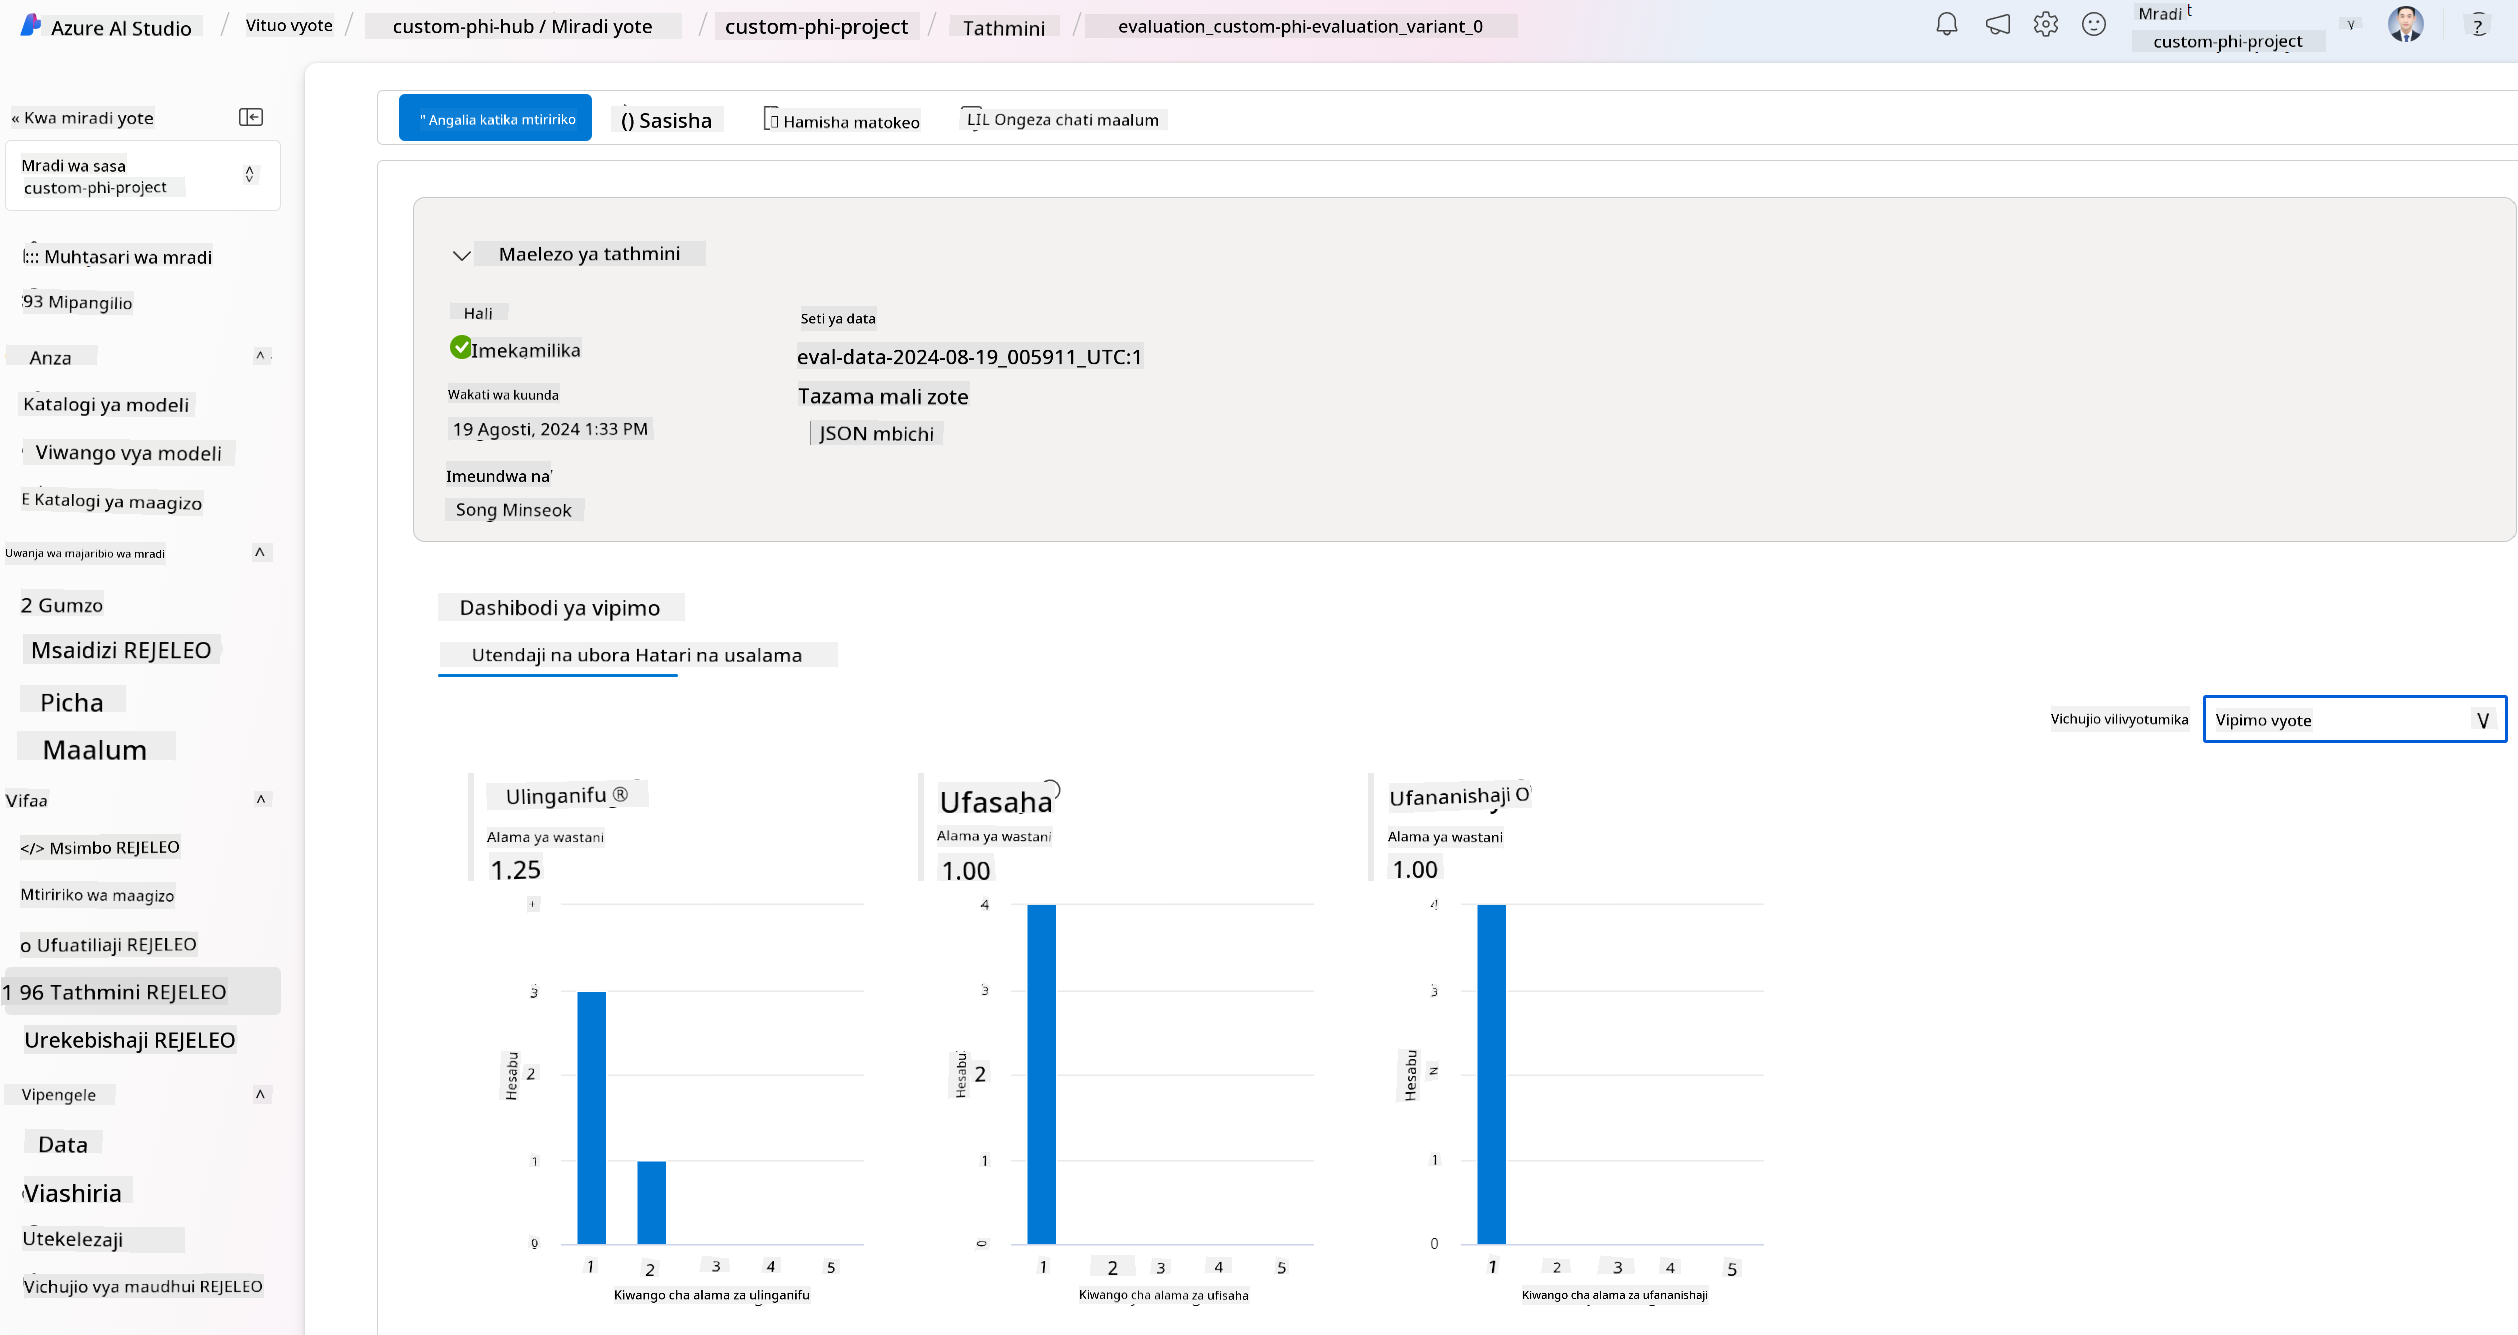 Azure AI Studio / Vituo vyote / custom-phi-hub / Miradi yote / custom-phi-project / Tathmini / evaluation_custom-phi-evaluation_variant_0
Mradi
custom-phi-project
?
« Kwa miradi yote
Mradi wa sasa
custom-phi-project
Muhtasari wa mradi
93 Mipangilio
Anza
Katalogi ya modeli
Viwango vya modeli
E Katalogi ya maagizo
Uwanja wa majaribio wa mradi
2 Gumzo
Msaidizi REJELEO
Picha
Maalum
Vifaa
</> Msimbo REJELEO
Mtiririko wa maagizo
o Ufuatiliaji REJELEO
1 96 Tathmini REJELEO
Urekebishaji REJELEO
Vipengele
Data
Viashiria
Utekelezaji
Vichujio vya maudhui REJELEO
" Angalia katika mtiririko
() Sasisha
Hamisha matokeo
LIL Ongeza chati maalum
Maelezo ya tathmini
Hali
Imekamilika
Wakati wa kuunda
19 Agosti, 2024 1:33 PM
Imeundwa na
Song Minseok
Seti ya data
eval-data-2024-08-19_005911_UTC:1
Tazama mali zote
JSON mbichi
Dashibodi ya vipimo
Utendaji na ubora Hatari na usalama
Vichujio vilivyotumika
Vipimo vyote V
Ulinganifu ®
Alama ya wastani
1.25
3
2
1
0
Hesabu
1 2 3 4 5
Kiwango cha alama za ulinganifu
Ufasaha
Alama ya wastani
1.00
4
3
2
1
0
Hesabu
1 2 3 4 5
Kiwango cha alama za ufisaha
Ufananishaji O
Alama ya wastani
1.00
4
3
N
1
0
Hesabu
1 2 3 4 5
Kiwango cha alama za ufananishaji